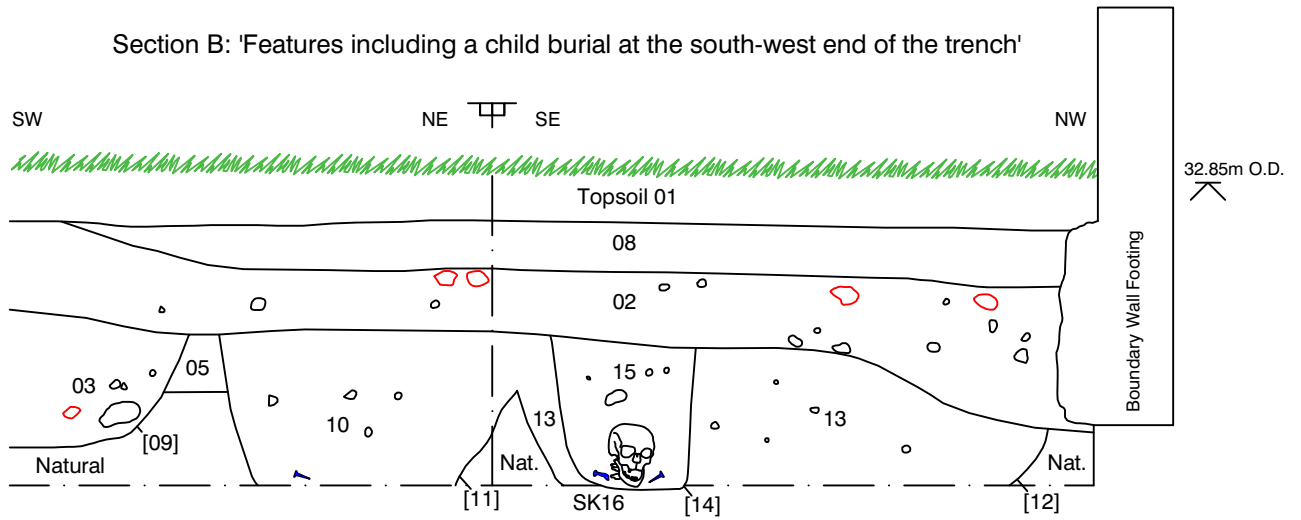 Section B: 'Features including a child burial at the south-west end of the trench'
SW
NE
SE
NW
32.85m O.D.
Topsoil 01
08
02
Boundary Wall Footing
03
05
15
10
13
13
[09]
Natural
Nat.
Nat.
[11]
SK16
[14]
[12]